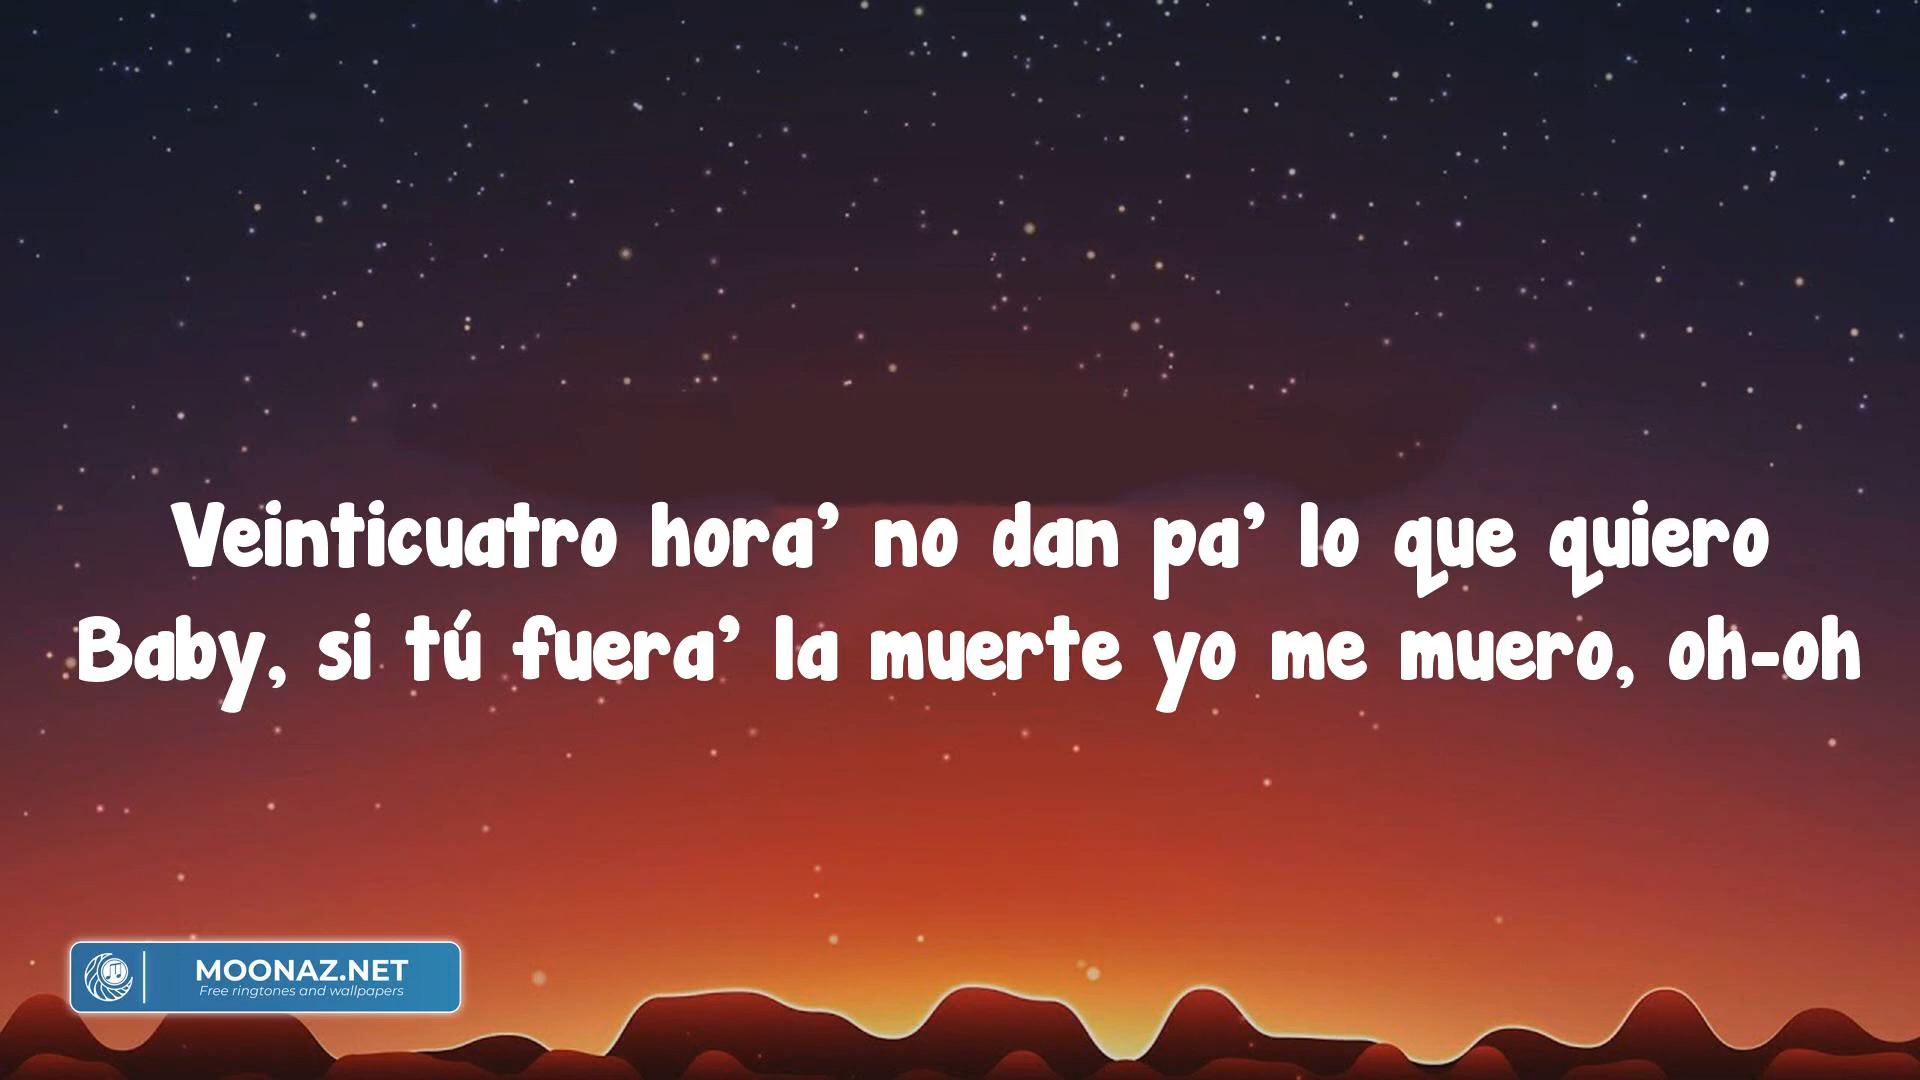 Veinticuatro hora’ no dan pa’ lo que quiero
Baby, si tú fuera’ la muerte yo me muero, oh-oh
MOONAZ.NET
Free ringtones and wallpapers